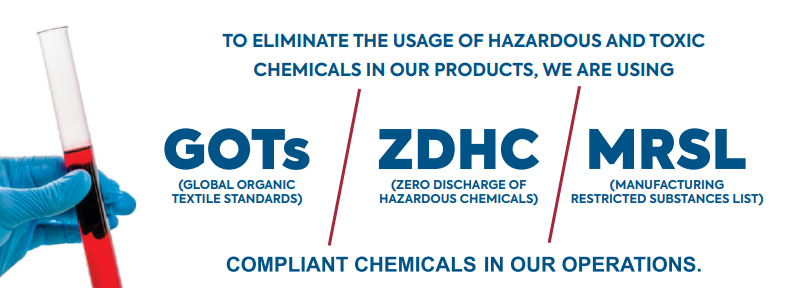 TO ELIMINATE THE USAGE OF HAZARDOUS AND TOXIC
CHEMICALS IN OUR PRODUCTS, WE ARE USING
GOTs
(GLOBAL ORGANIC
TEXTILE STANDARDS)
ZDHC
(ZERO DISCHARGE OF
HAZARDOUS CHEMICALS)
MRSL
(MANUFACTURING
RESTRICTED SUBSTANCES LIST)
COMPLIANT CHEMICALS IN OUR OPERATIONS.